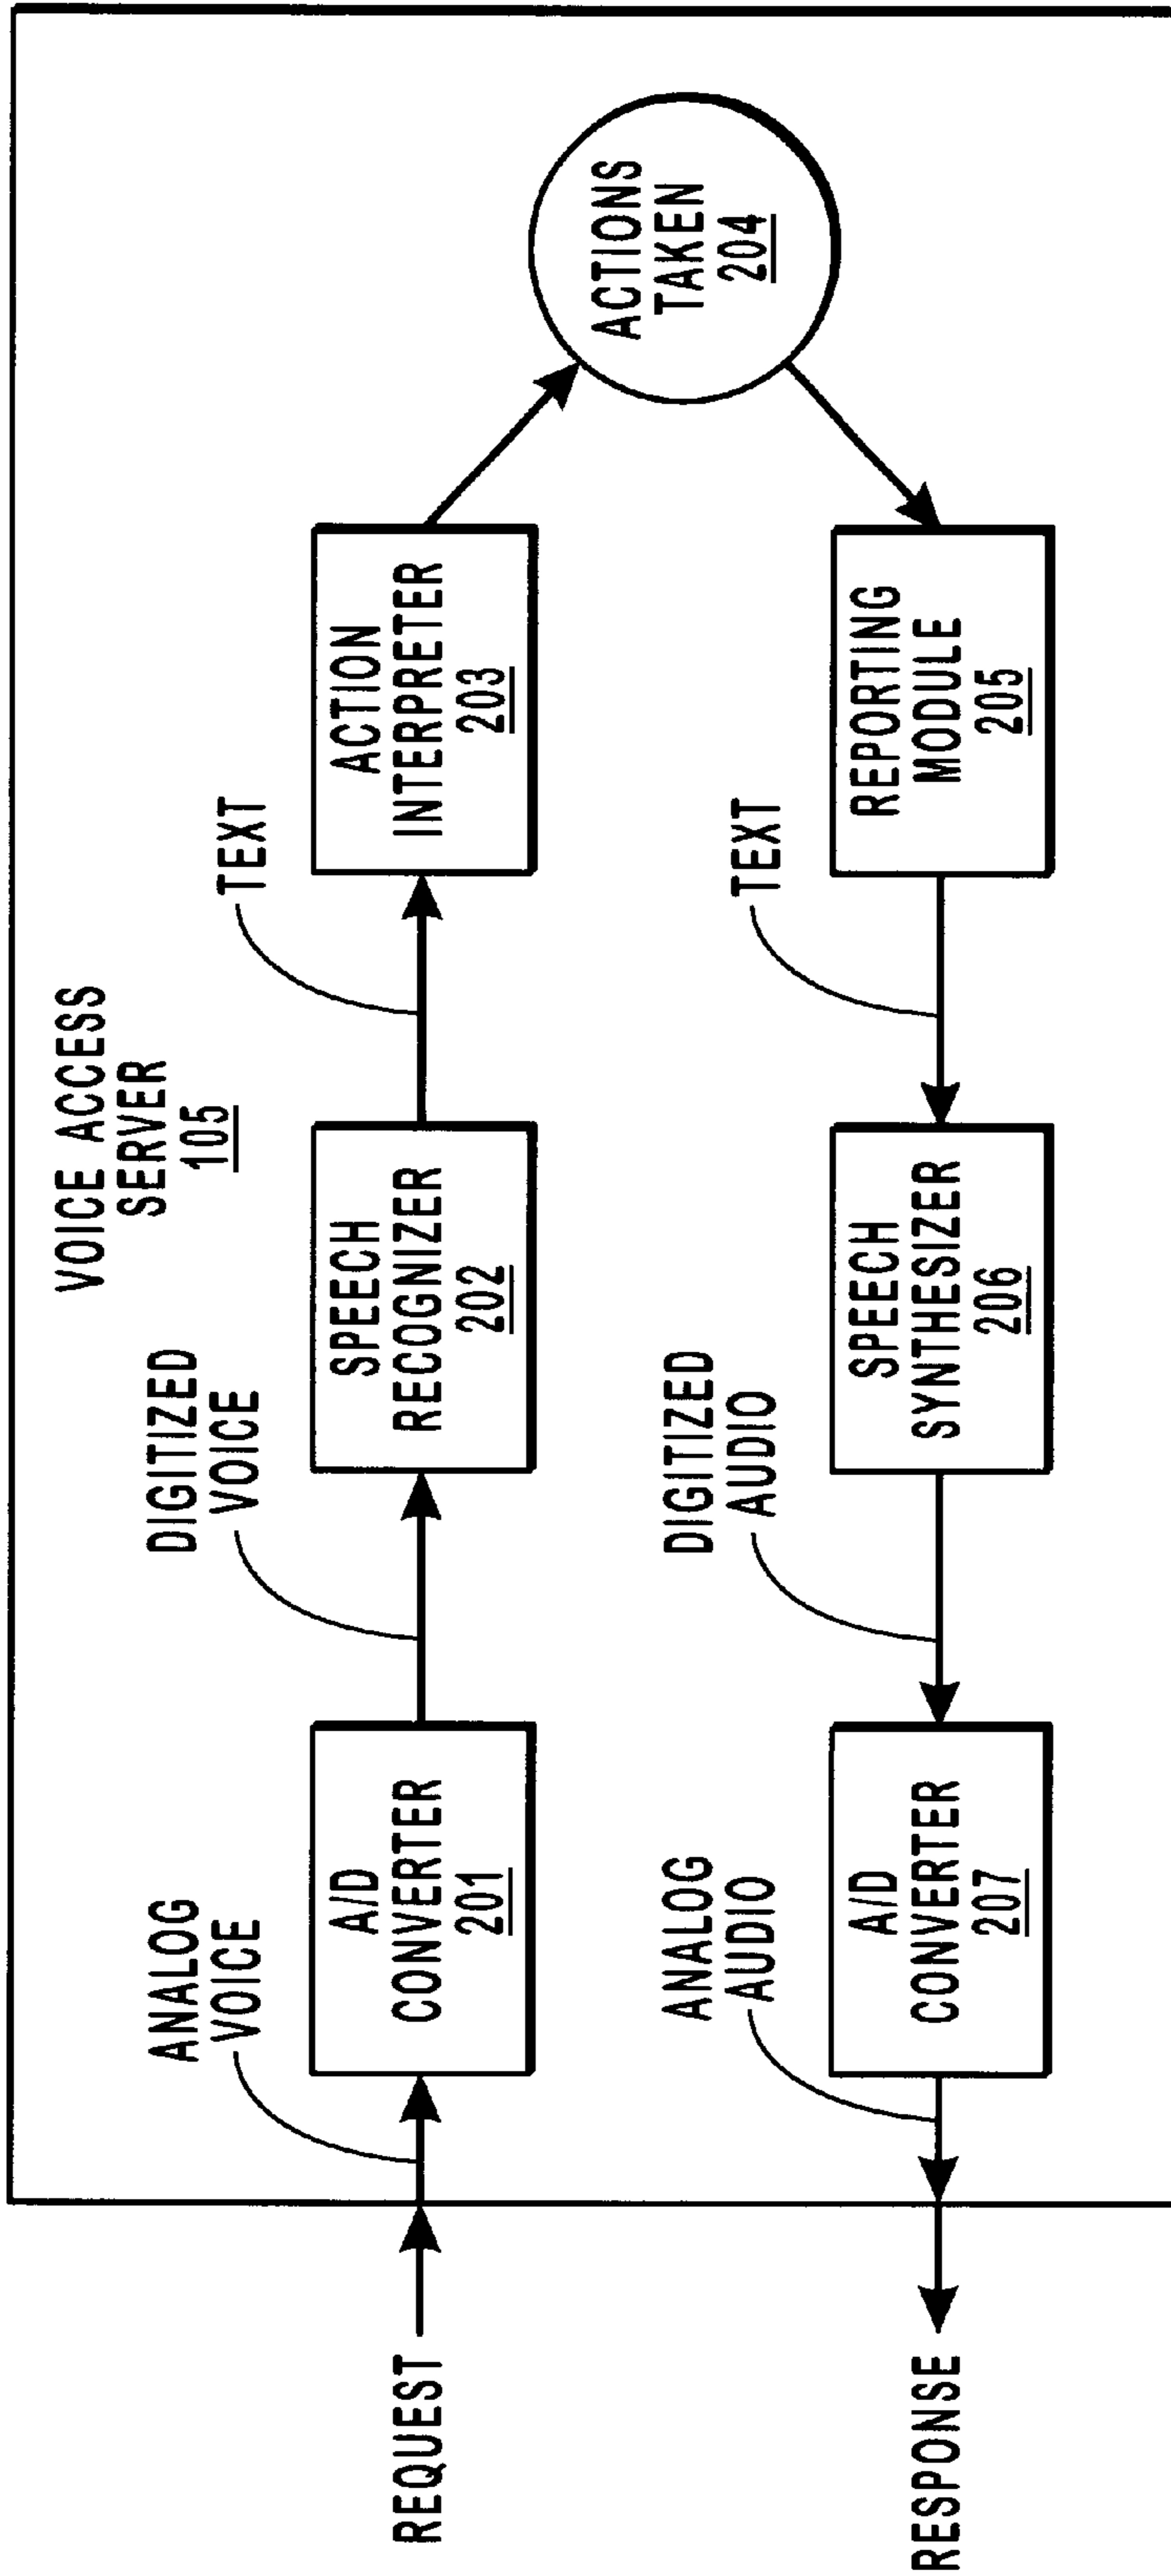 VOICE ACCESS
SERVER
105
REQUEST
ANALOG
VOICE
A/D
CONVERTER
201
DIGITIZED
VOICE
SPEECH
RECOGNIZER
202
TEXT
ACTION
INTERPRETER
203
ACTIONS
TAKEN
204
REPORTING
MODULE
205
TEXT
SPEECH
SYNTHESIZER
206
DIGITIZED
AUDIO
A/D
CONVERTER
207
ANALOG
AUDIO
RESPONSE